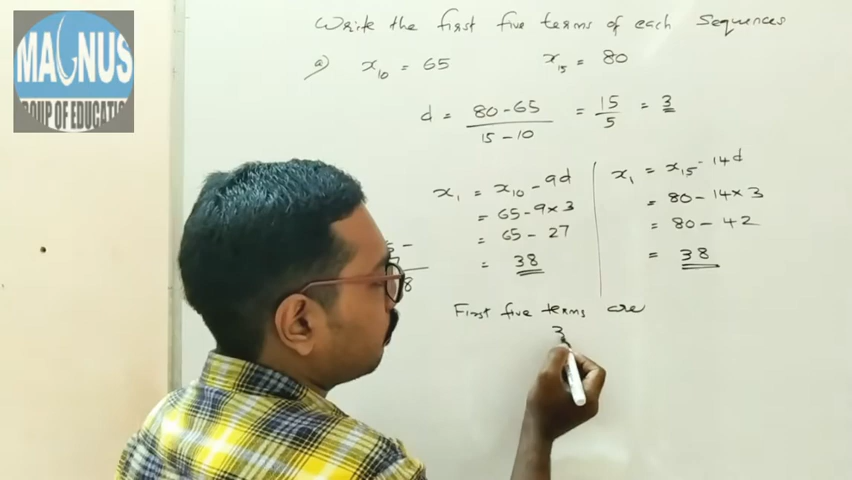 MAGNUS
GROUP OF EDUCATION
Write the first five terms of each Sequences
a) x₁₀ = 65 x₁₅ = 80
d = 80-65 / 15-10 = 15/5 = 3
x₁ = x₁₀ - 9d
= 65 - 9×3
= 65 - 27
= 38
x₁ = x₁₅ - 14d
= 80 - 14×3
= 80 - 42
= 38
First five terms are
3